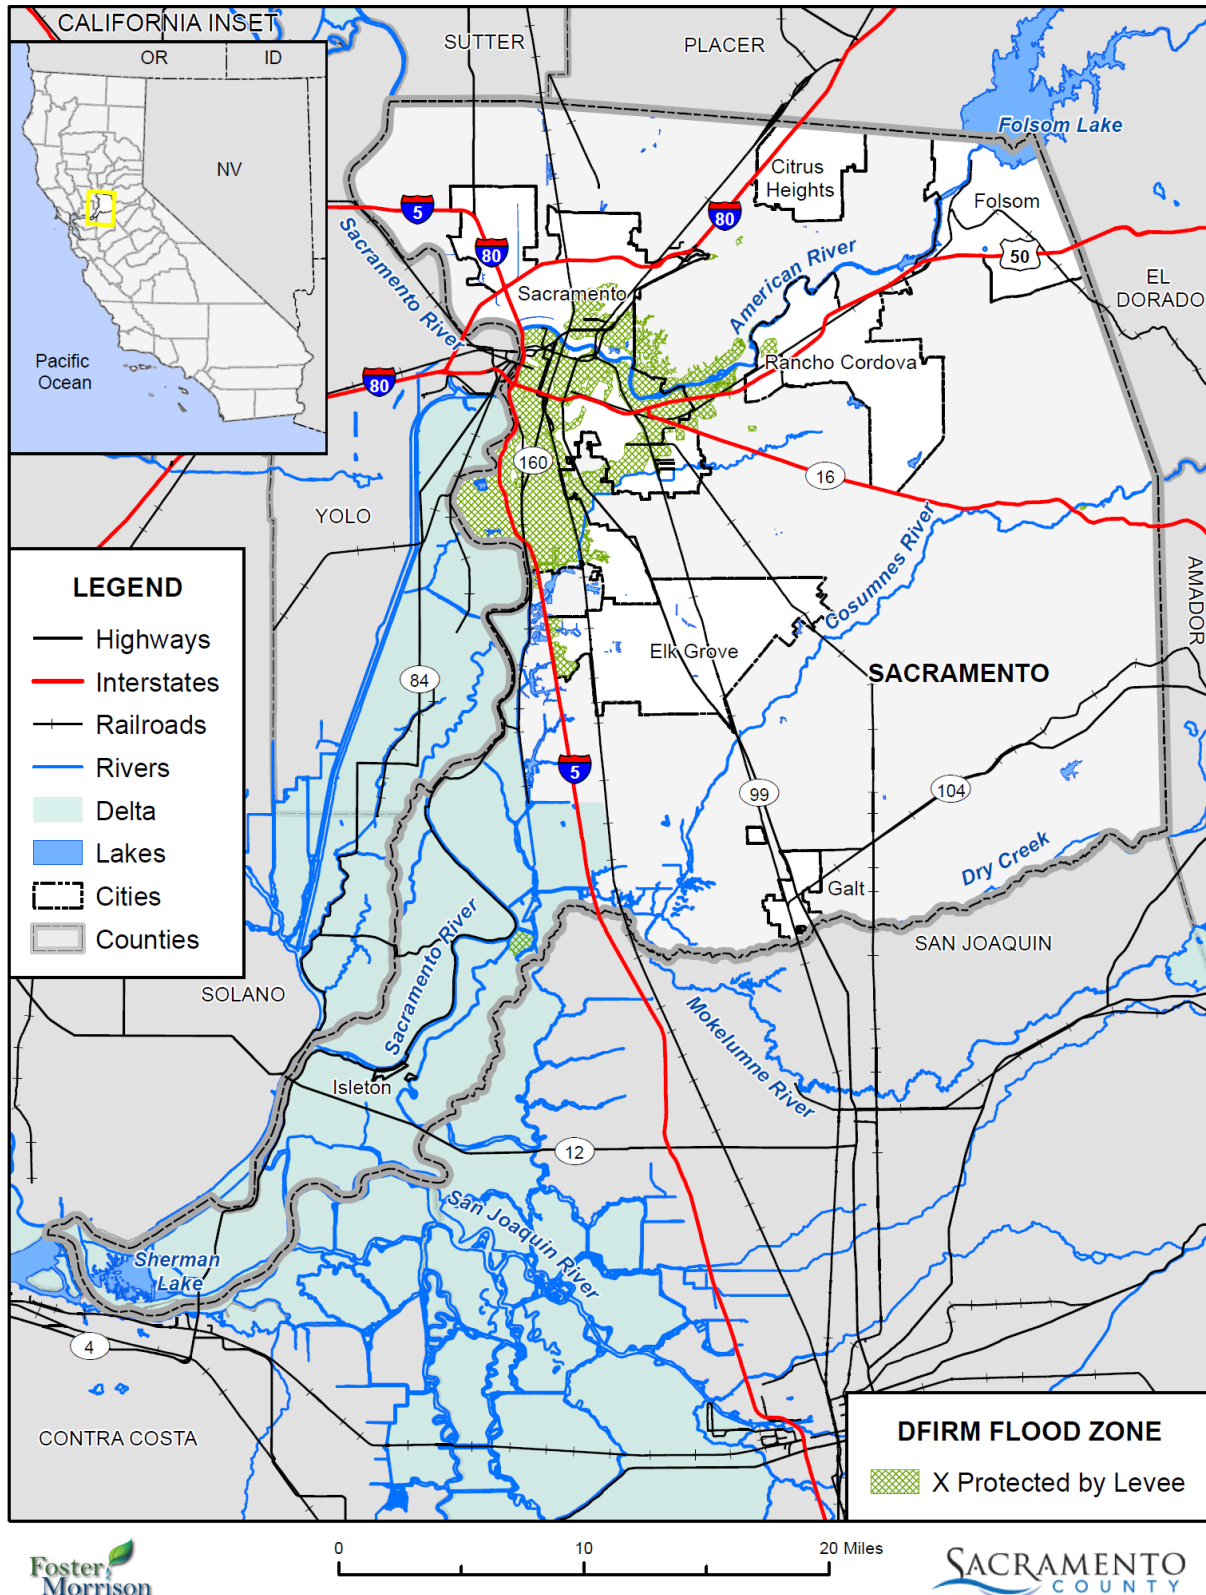 CALIFORNIA INSET
OR
ID
NV
Pacific
Ocean
SUTTER
PLACER
Folsom Lake
Citrus
Heights
Folsom
5
80
80
50
Sacramento River
American River
Sacramento
EL
DORADO
80
Rancho Cordova
160
16
YOLO
Cosumnes River
AMADOR
LEGEND
Highways
Interstates
Railroads
Rivers
Delta
Lakes
Cities
Counties
Elk Grove
SACRAMENTO
84
5
99
104
Dry Creek
Galt
SAN JOAQUIN
SOLANO
Sacramento River
Mokelumne River
Isleton
12
San Joaquin River
Sherman
Lake
4
CONTRA COSTA
DFIRM FLOOD ZONE
X Protected by Levee
Foster
Morrison
0
10
20 Miles
SACRAMENTO
COUNTY